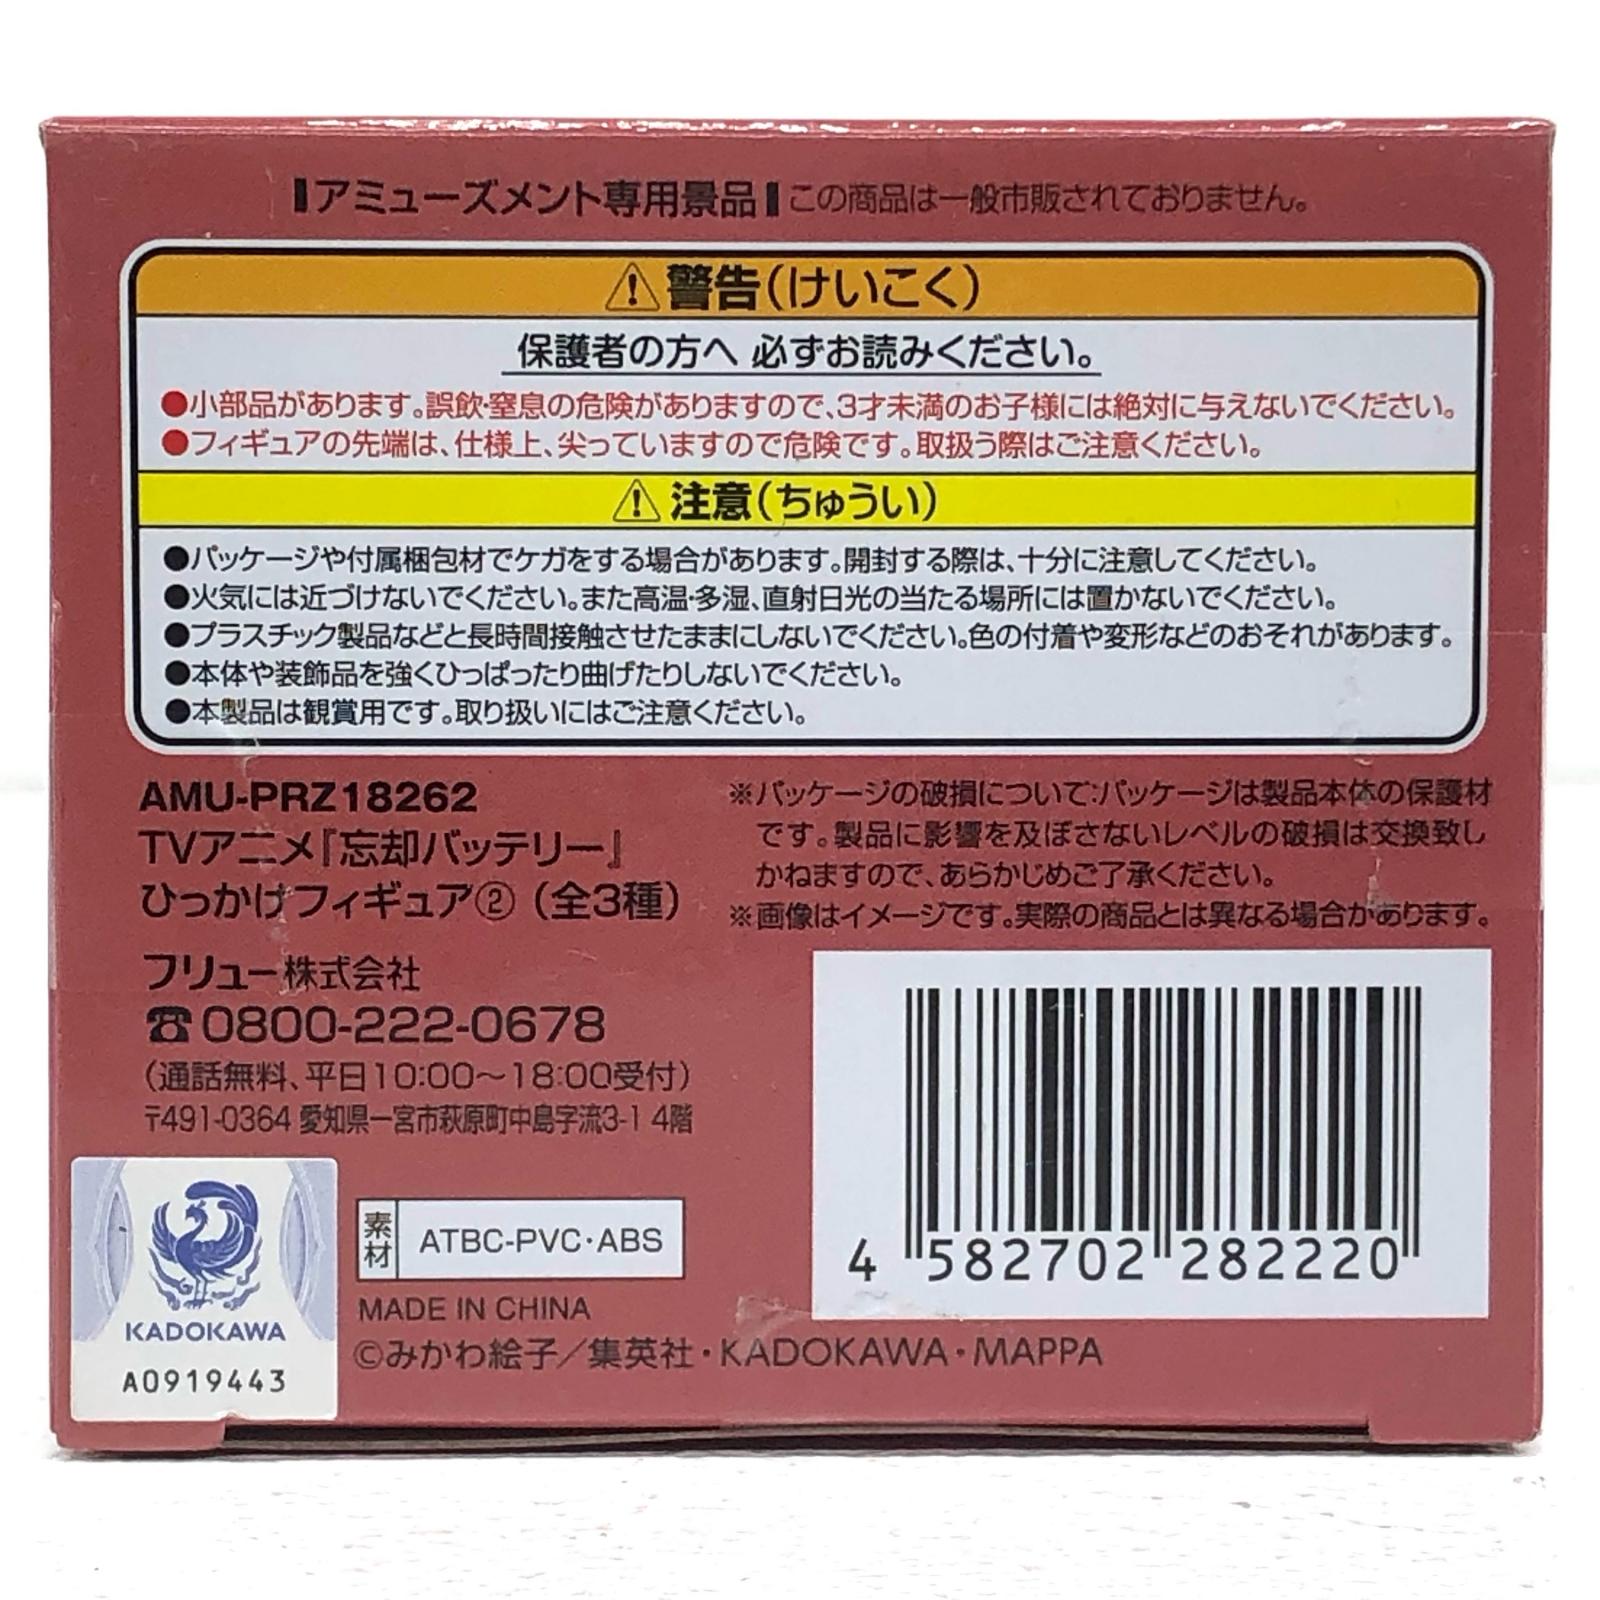 アミューズメント専用景品 この商品は一般市販されておりません。
警告(けいこく)
保護者の方へ 必ずお読みください。
●小部品があります。誤飲・窒息の危険がありますので、3才未満のお子様には絶対に与えないでください。
●フィギュアの先端は、仕様上、尖っていますので危険です。取扱う際はご注意ください。
注意(ちゅうい)
●パッケージや付属梱包材でケガをする場合があります。開封する際は、十分に注意してください。
●火気には近づけないでください。また高温・多湿、直射日光の当たる場所には置かないでください。
●プラスチック製品などと長時間接触させたままにしないでください。色の付着や変形などのおそれがあります。
●本体や装飾品を強くひっぱったり曲げたりしないでください。
●本製品は観賞用です。取り扱いにはご注意ください。
AMU-PRZ18262
TVアニメ『忘却バッテリー』
ひっかけフィギュア②(全3種)
フリュー株式会社
☎0800-222-0678
(通話無料、平日10:00～18:00受付)
〒491-0364 愛知県一宮市萩原町中島字流3-1 4階
※パッケージの破損について:パッケージは製品本体の保護材
です。製品に影響を及ぼさないレベルの破損は交換致し
かねますので、あらかじめご了承ください。
※画像はイメージです。実際の商品とは異なる場合があります。
4 582702 282220
KADOKAWA
A0919443
素材 ATBC-PVC・ABS
MADE IN CHINA
©みかわ絵子／集英社・KADOKAWA・MAPPA